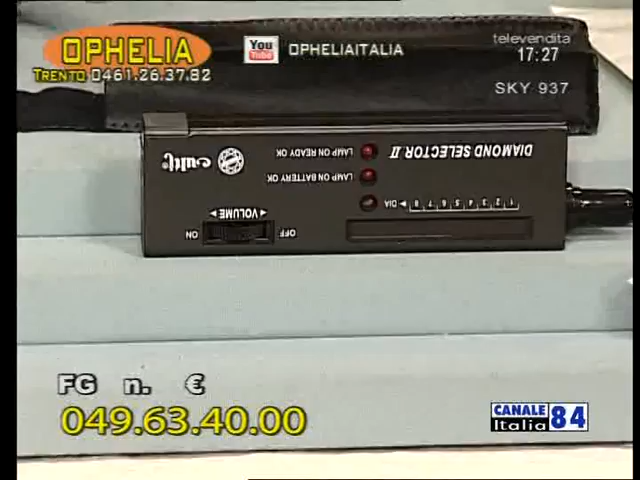 OPHELIA
TRENTO 0461.26.37.82
You Tube OPHELIAITALIA
televendita
17:27
SKY 937
DIAMOND SELECTOR II
LAMP ON READY OK
LAMP ON BATTERY OK
DIA ► 8 7 6 5 4 3 2 1
◄ VOLUME ►
ON OFF
FG n. €
049.63.40.00
CANALE
Italia 84